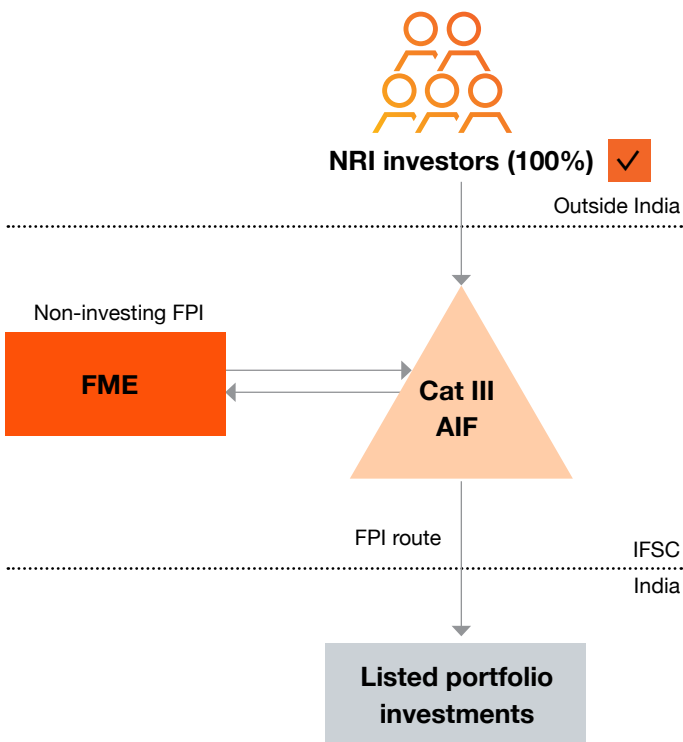 NRI investors (100%)
Outside India
Non-investing FPI
FME
Cat III
AIF
FPI route
IFSC
India
Listed portfolio
investments